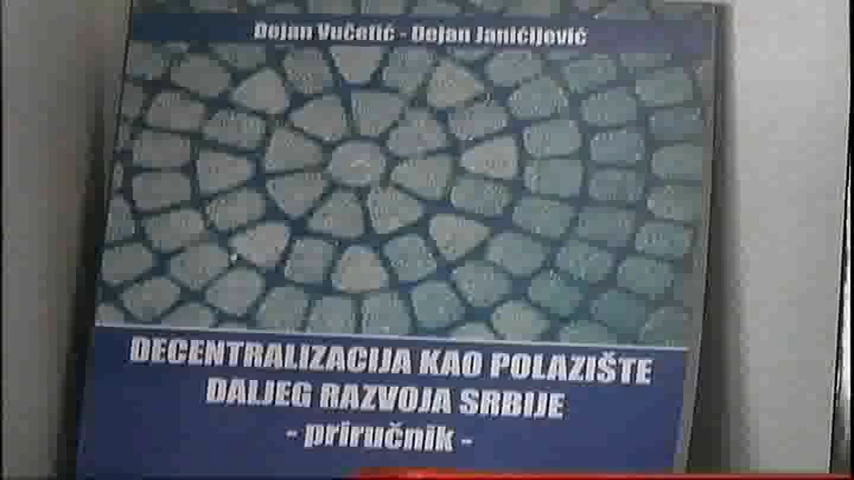 Dejan Vučetić - Dejan Janićijević
DECENTRALIZACIJA KAO POLAZIŠTE
DALJEG RAZVOJA SRBIJE
- priručnik -